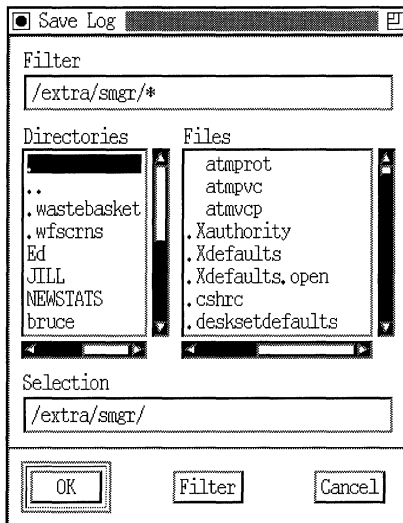 Save Log
Filter
/extra/smgr/*
Directories
.
..
.wastebasket
.wfscrns
Ed
JILL
NEWSTATS
bruce
Files
atmprot
atmpvc
atmvcp
.Xauthority
.Xdefaults
.Xdefaults.open
.cshrc
.desksetdefaults
Selection
/extra/smgr/
OK
Filter
Cancel